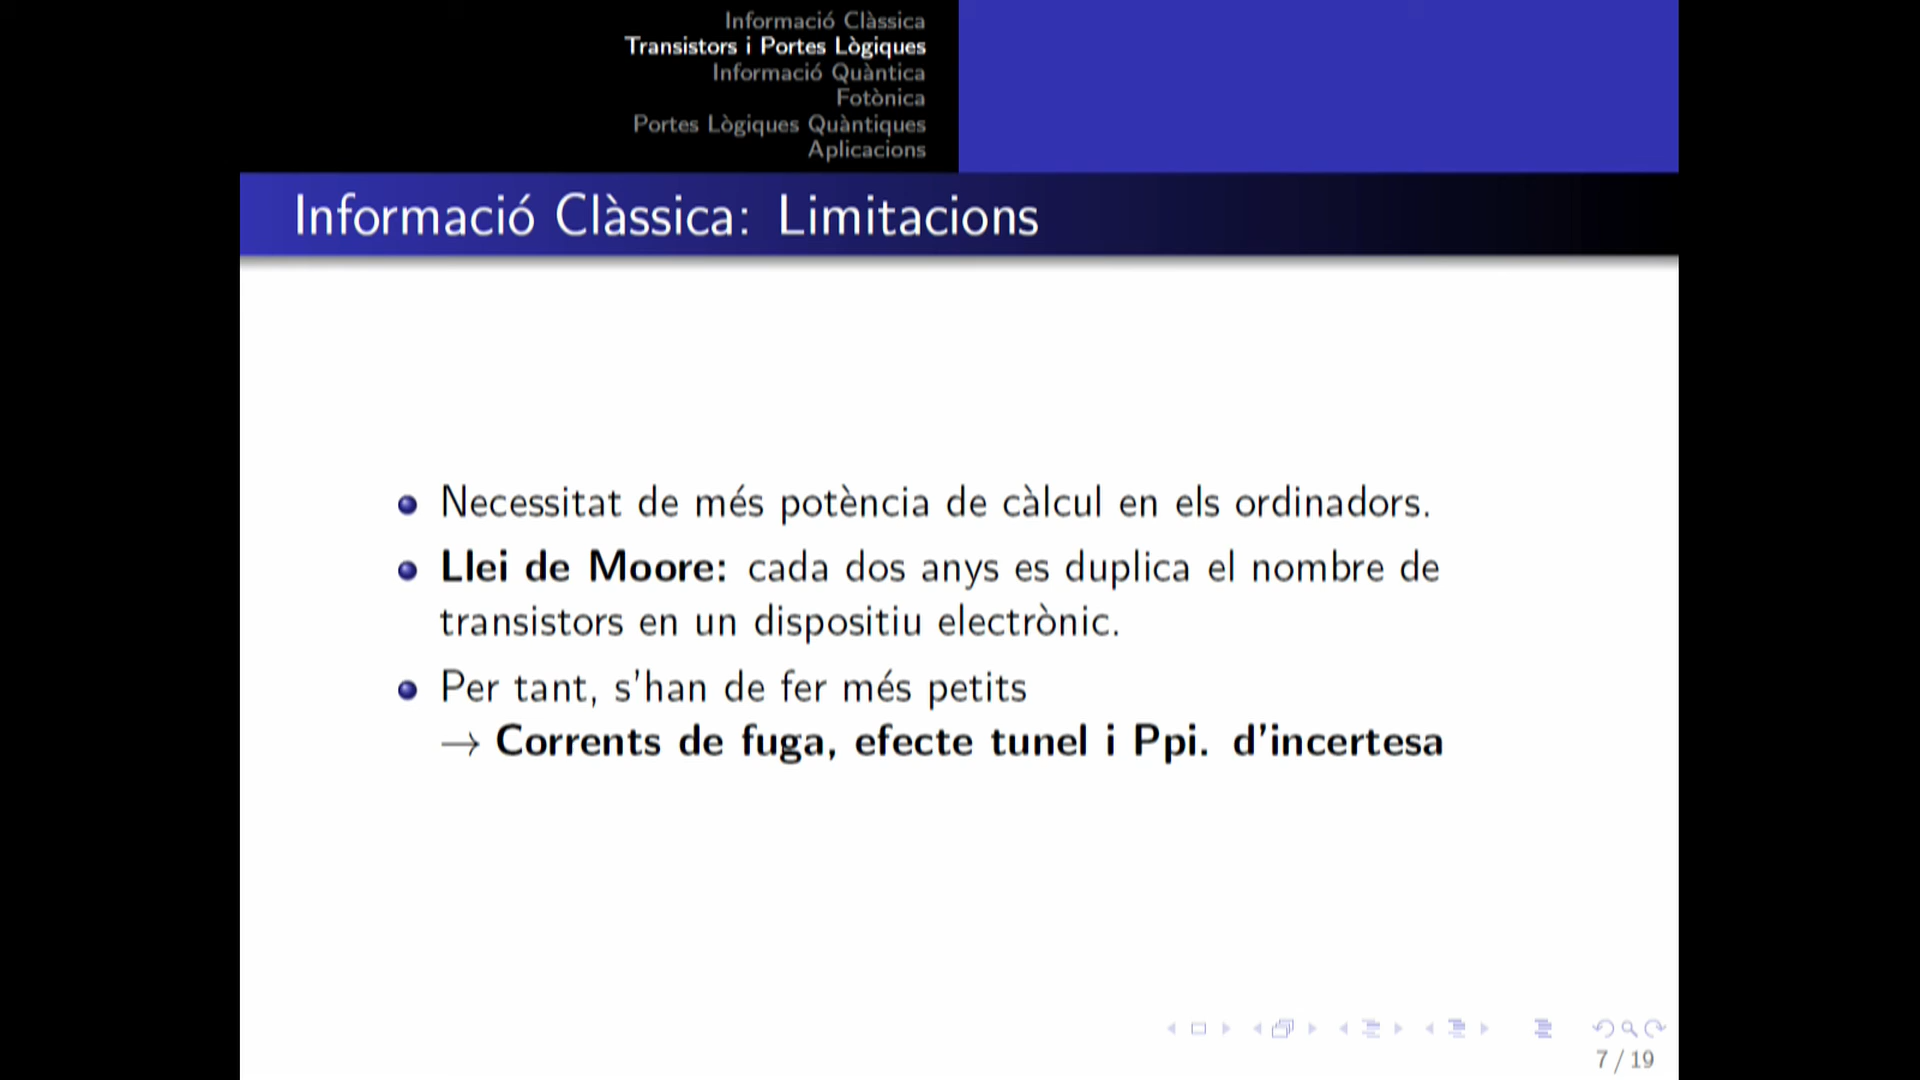 Informació Clàssica
Transistors i Portes Lògiques
Informació Quàntica
Fotònica
Portes Lògiques Quàntiques
Aplicacions
Informació Clàssica: Limitacions
Necessitat de més potència de càlcul en els ordinadors.
Llei de Moore: cada dos anys es duplica el nombre de
transistors en un dispositiu electrònic.
Per tant, s'han de fer més petits
→ Corrents de fuga, efecte tunel i Ppi. d'incertesa
7 / 19